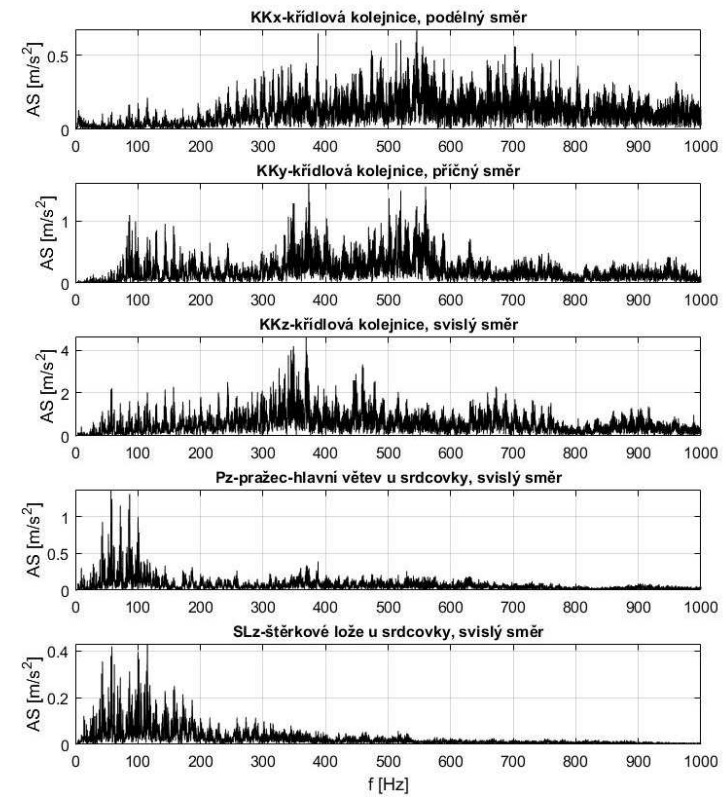 KKx-křídlová kolejnice, podélný směr
AS [m/s²]
0.5
0
0 100 200 300 400 500 600 700 800 900 1000
KKy-křídlová kolejnice, příčný směr
AS [m/s²]
1
0
0 100 200 300 400 500 600 700 800 900 1000
KKz-křídlová kolejnice, svislý směr
AS [m/s²]
4
2
0
0 100 200 300 400 500 600 700 800 900 1000
Pz-pražec-hlavní větev u srdcovky, svislý směr
AS [m/s²]
1
0.5
0
0 100 200 300 400 500 600 700 800 900 1000
SLz-štěrkové lože u srdcovky, svislý směr
AS [m/s²]
0.4
0.2
0
0 100 200 300 400 500 600 700 800 900 1000
f [Hz]